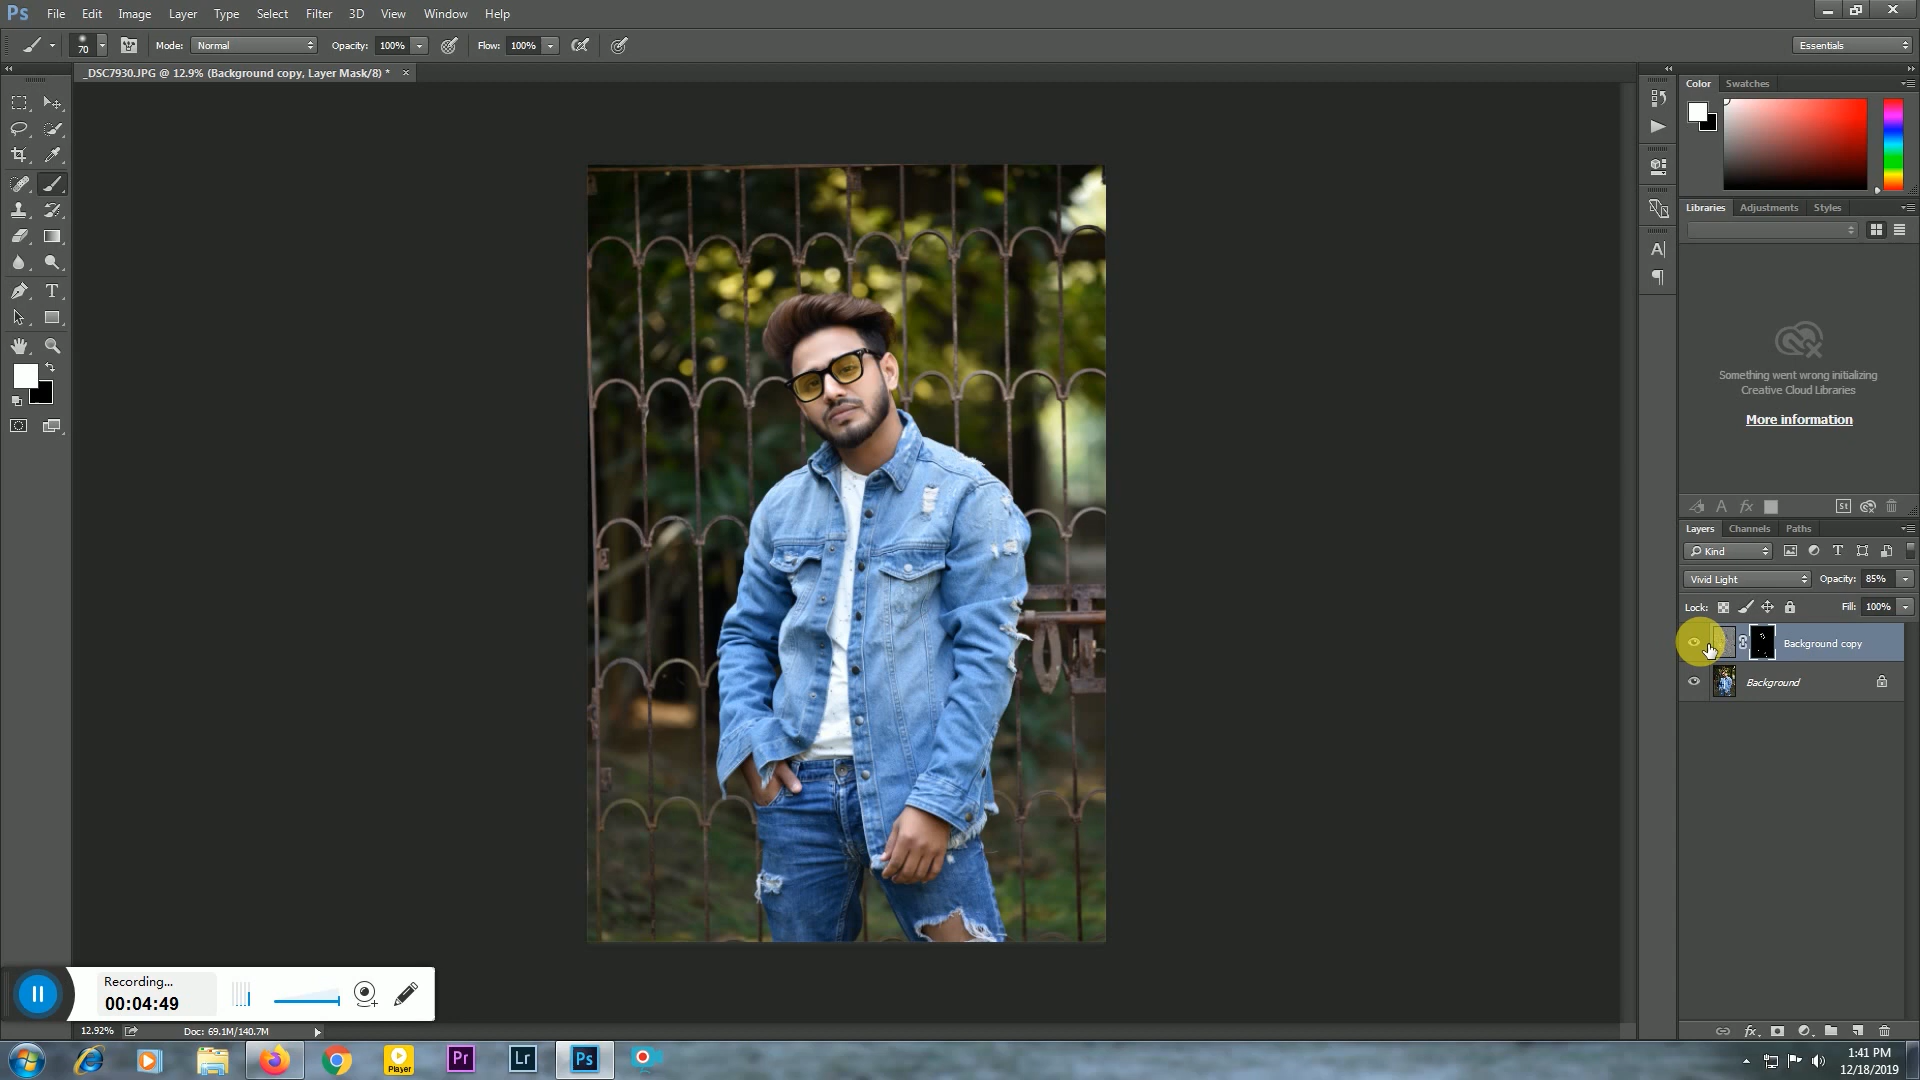 Ps File Edit Image Layer Type Select Filter 3D View Window Help
70 Mode: Normal Opacity: 100% Flow: 100% Essentials
_DSC7930.JPG @ 12.9% (Background copy, Layer Mask/8) * ×
Color Swatches
Libraries Adjustments Styles
Something went wrong initializing
Creative Cloud Libraries
More information
St
Layers Channels Paths
Kind
Vivid Light Opacity: 85%
Lock: Fill: 100%
Background copy
Background
Recording...
00:04:49
12.92% Doc: 69.1M/140.7M
Player Pr Lr Ps
1:41 PM
12/18/2019